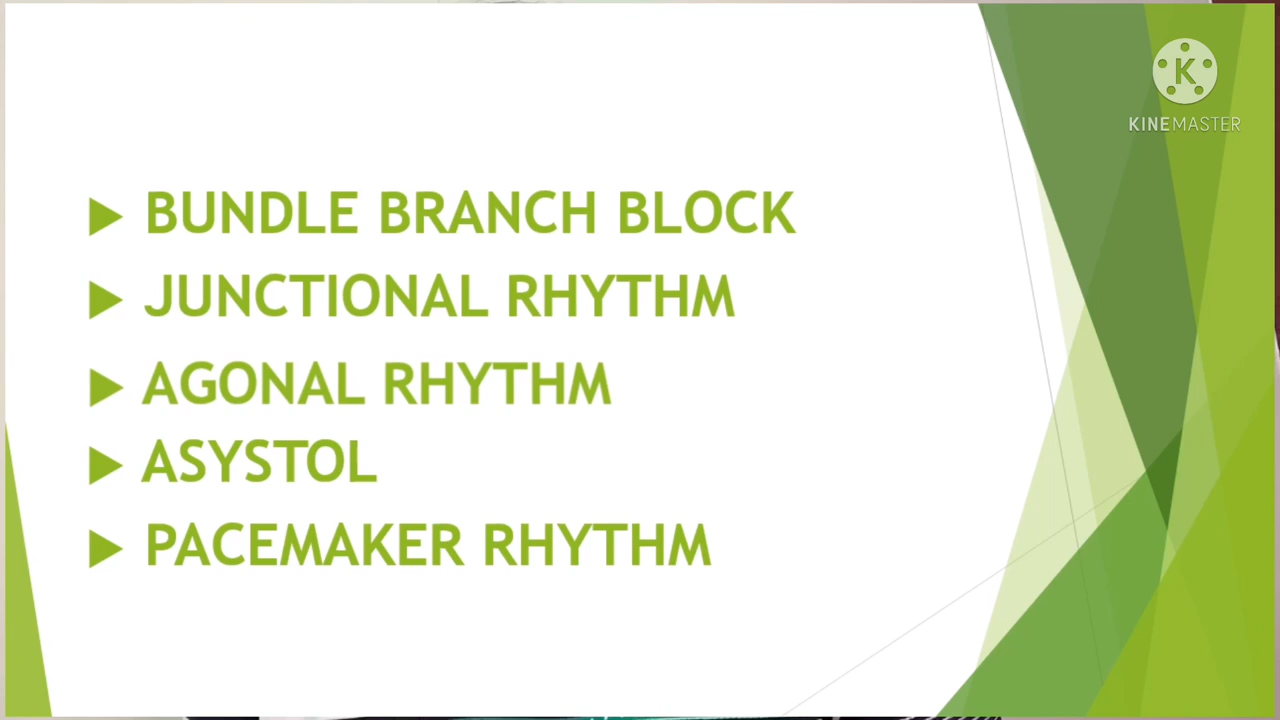 KINEMASTER
BUNDLE BRANCH BLOCK
JUNCTIONAL RHYTHM
AGONAL RHYTHM
ASYSTOL
PACEMAKER RHYTHM